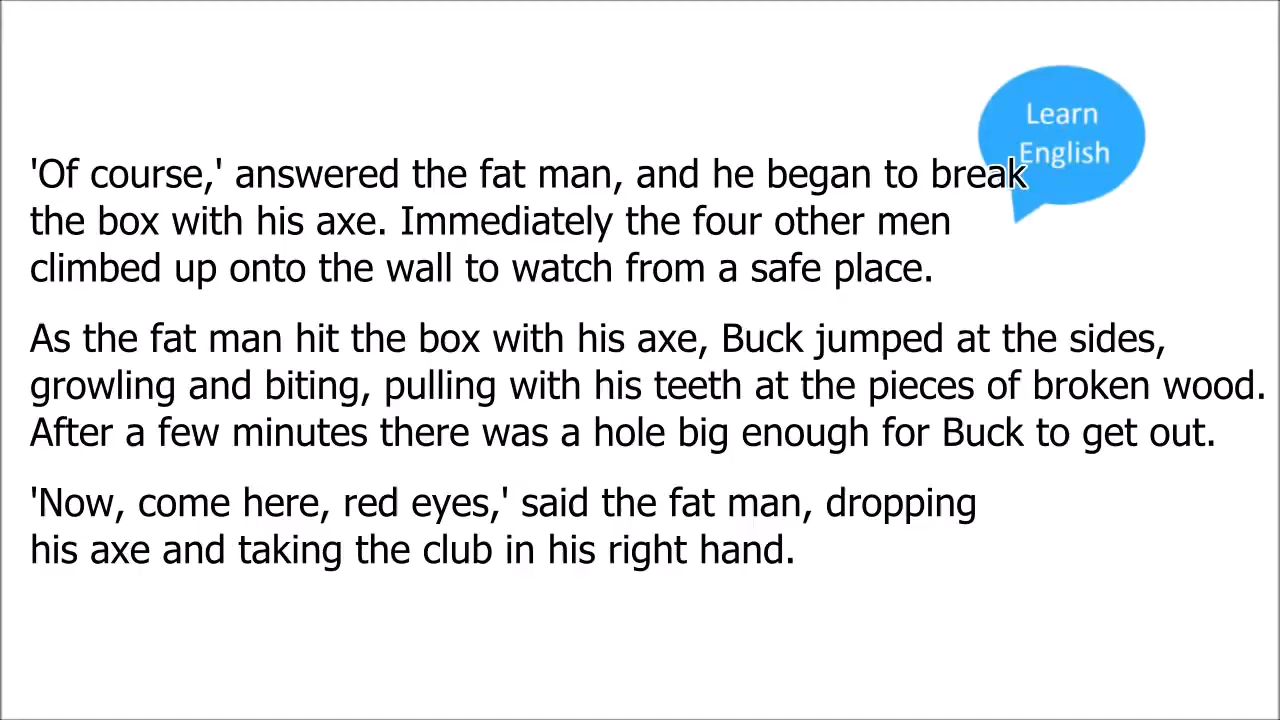 Learn
English
'Of course,' answered the fat man, and he began to break
the box with his axe. Immediately the four other men
climbed up onto the wall to watch from a safe place.
As the fat man hit the box with his axe, Buck jumped at the sides,
growling and biting, pulling with his teeth at the pieces of broken wood.
After a few minutes there was a hole big enough for Buck to get out.
'Now, come here, red eyes,' said the fat man, dropping
his axe and taking the club in his right hand.